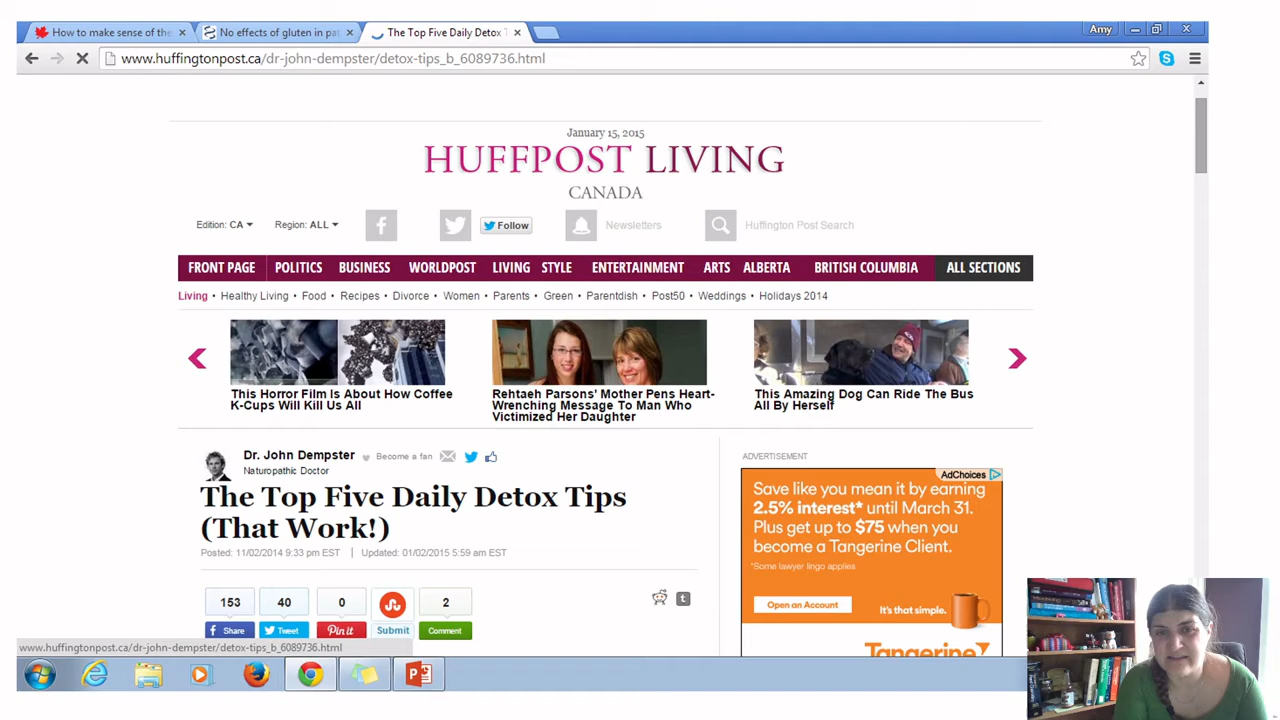 How to make sense of the
No effects of gluten in pat
The Top Five Daily Detox T
Amy
www.huffingtonpost.ca/dr-john-dempster/detox-tips_b_6089736.html
January 15, 2015
HUFFPOST LIVING
CANADA
Edition: CA
Region: ALL
Follow
Newsletters
Huffington Post Search
FRONT PAGE
POLITICS
BUSINESS
WORLDPOST
LIVING
STYLE
ENTERTAINMENT
ARTS
ALBERTA
BRITISH COLUMBIA
ALL SECTIONS
Living • Healthy Living • Food • Recipes • Divorce • Women • Parents • Green • Parentdish • Post50 • Weddings • Holidays 2014
This Horror Film Is About How Coffee
K-Cups Will Kill Us All
Rehtaeh Parsons' Mother Pens Heart-
Wrenching Message To Man Who
Victimized Her Daughter
This Amazing Dog Can Ride The Bus
All By Herself
Dr. John Dempster
Become a fan
Naturopathic Doctor
The Top Five Daily Detox Tips
(That Work!)
Posted: 11/02/2014 9:33 pm EST | Updated: 01/02/2015 5:59 am EST
153
40
0
2
Share
Tweet
Pin it
Submit
Comment
ADVERTISEMENT
AdChoices
Save like you mean it by earning
2.5% interest* until March 31.
Plus get up to $75 when you
become a Tangerine Client.
*Some lawyer lingo applies
Open an Account
It's that simple.
Tangerine
www.huffingtonpost.ca/dr-john-dempster/detox-tips_b_6089736.html